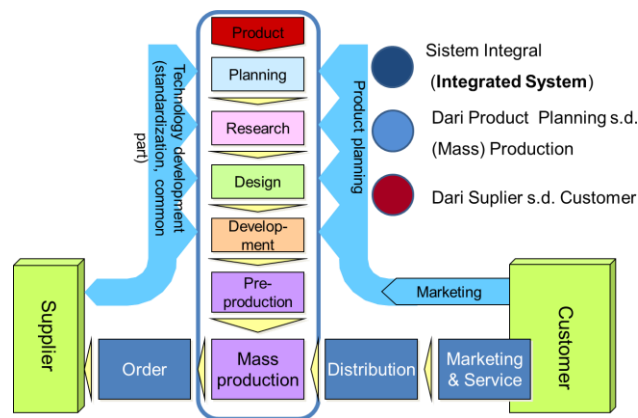 Product
Planning
Research
Design
Develop-
ment
Pre-
production
Mass
production
Technology development
(standardization, common
part)
Product planning
Sistem Integral
(Integrated System)
Dari Product Planning s.d.
(Mass) Production
Dari Suplier s.d. Customer
Marketing
Supplier
Customer
Order
Distribution
Marketing
& Service